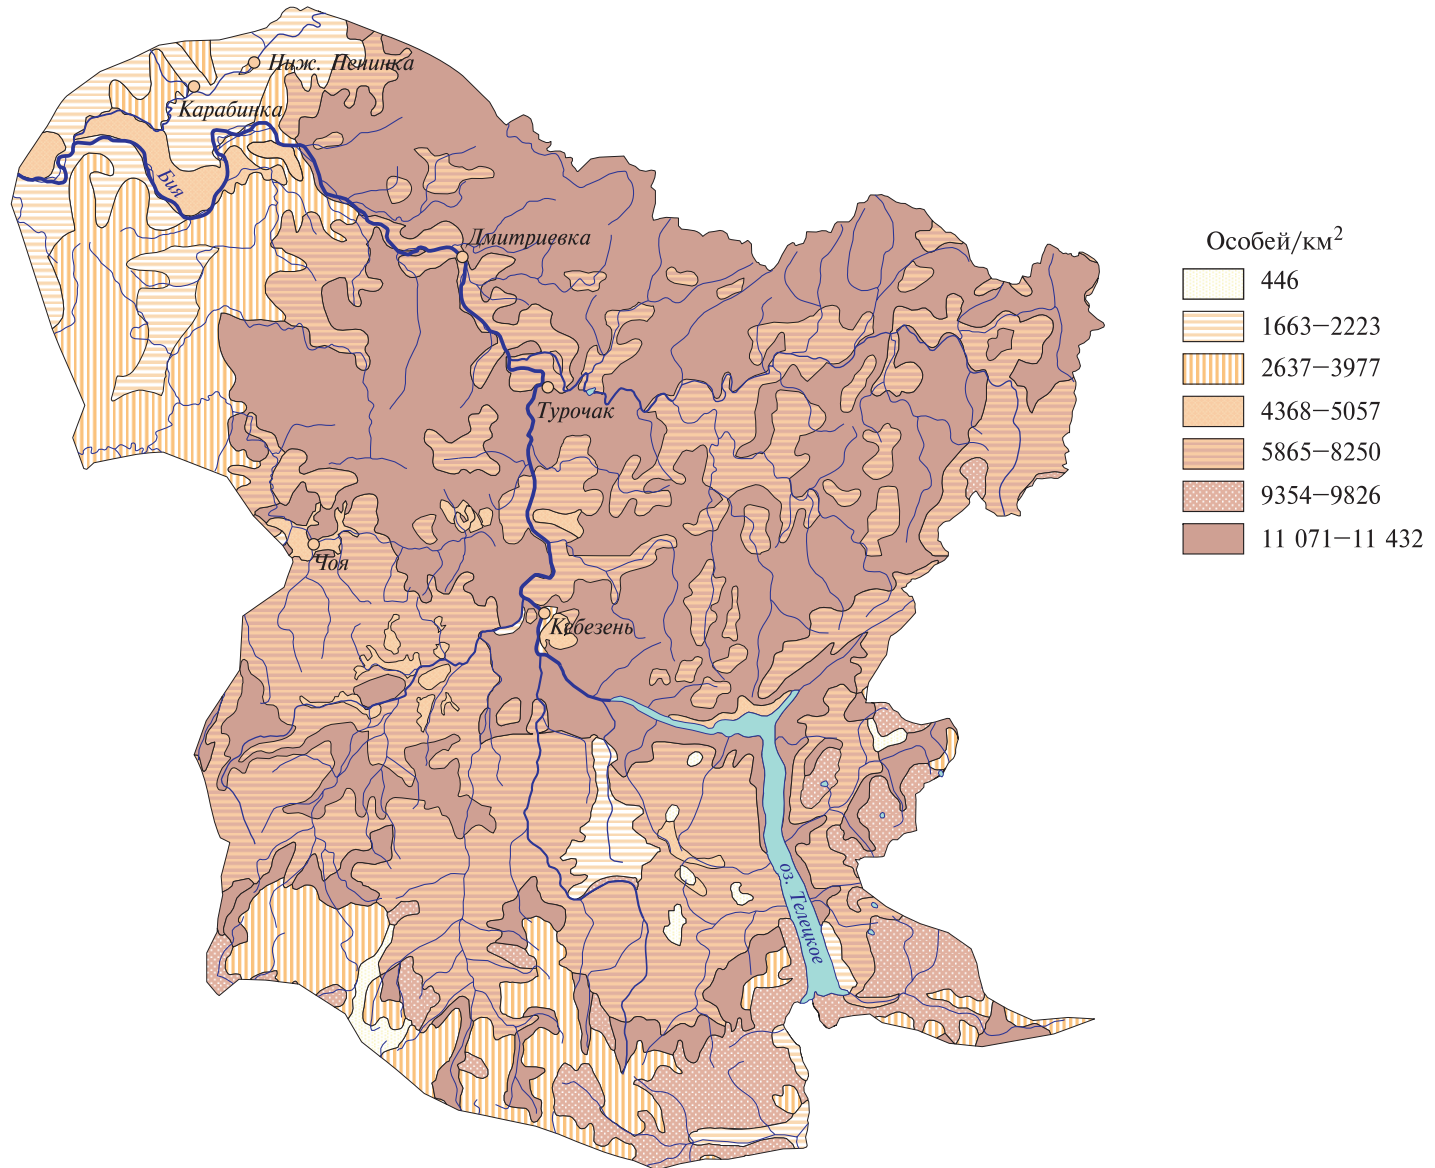 Ниж. Пенинка
Карабинка
Бия
Дмитриевка
Турочак
Чоя
Кебезень
оз. Телецкое
Особей/км²
446
1663−2223
2637−3977
4368−5057
5865−8250
9354−9826
11 071−11 432